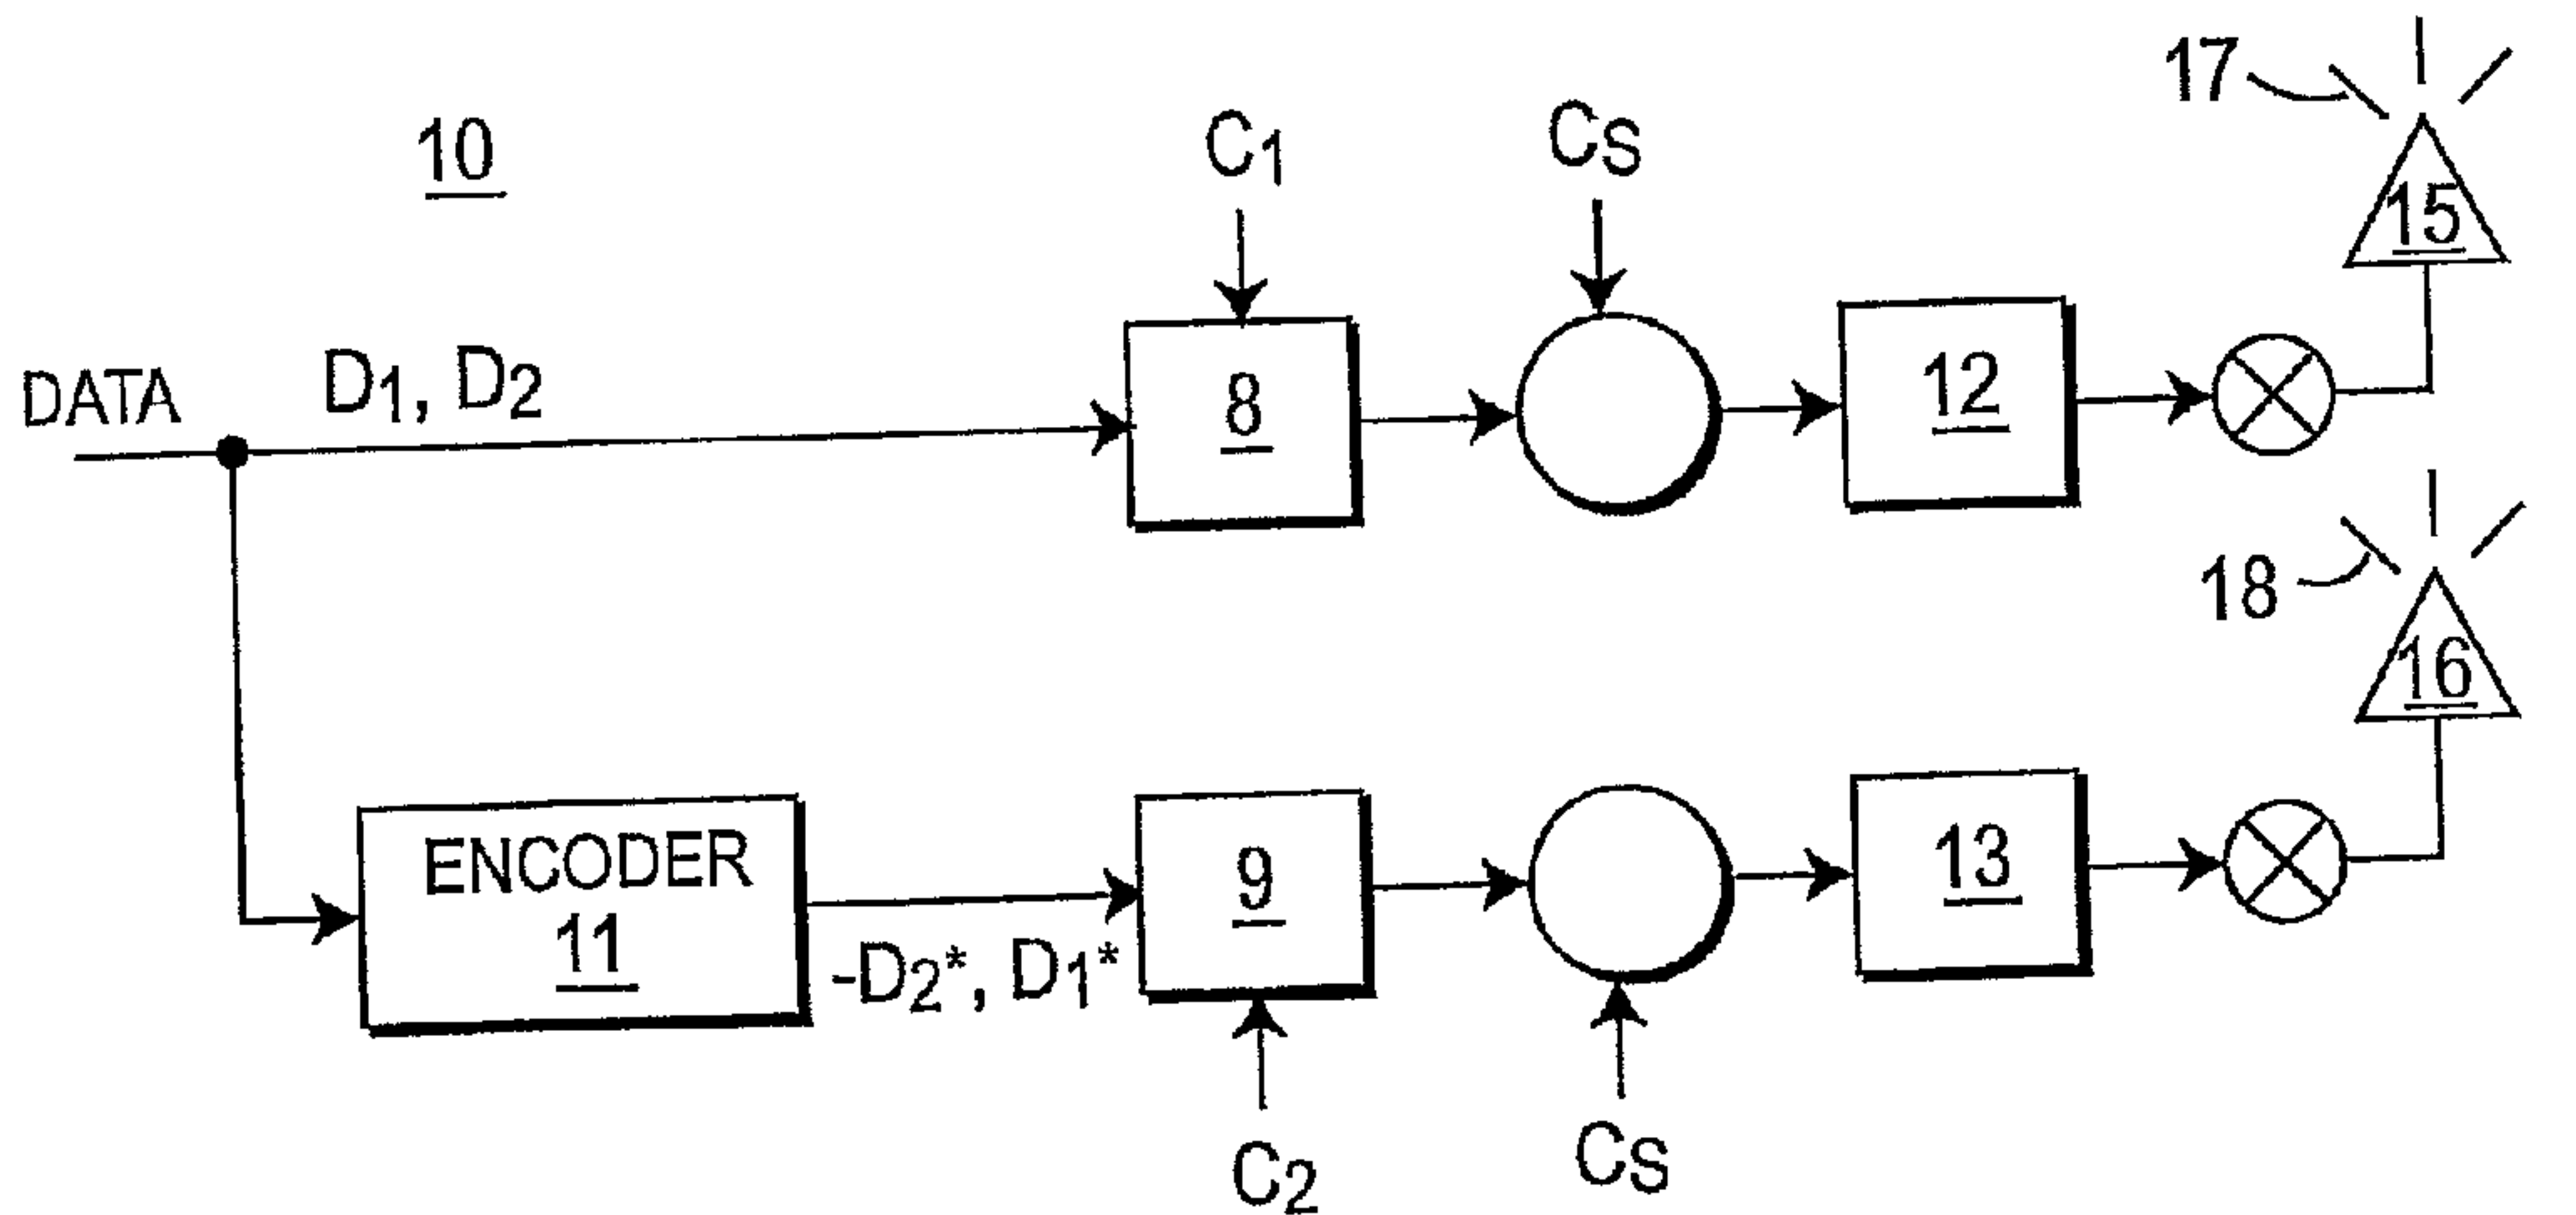 10
C1
CS
17
15
DATA
D1, D2
8
12
18
16
ENCODER
11
-D2*, D1*
9
13
C2
CS